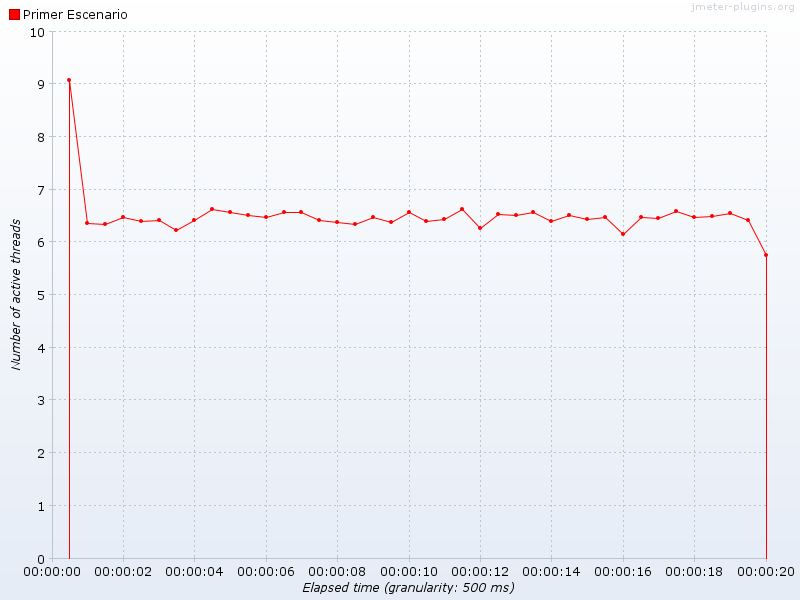 jmeter-plugins.org
Primer Escenario
10
9
8
7
6
5
4
3
2
1
0
Number of active threads
00:00:00 00:00:02 00:00:04 00:00:06 00:00:08 00:00:10 00:00:12 00:00:14 00:00:16 00:00:18 00:00:20
Elapsed time (granularity: 500 ms)